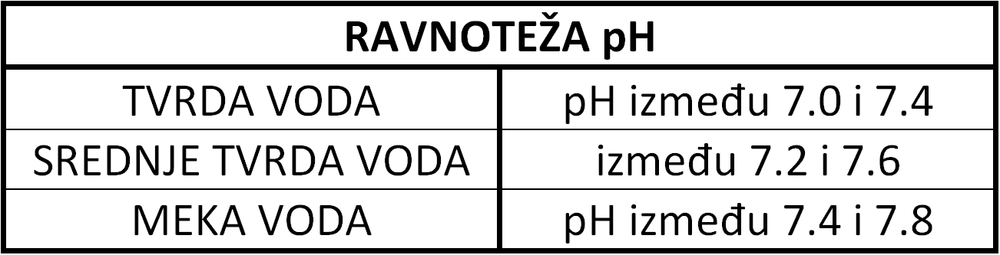 RAVNOTEŽA pH
TVRDA VODA pH između 7.0 i 7.4
SREDNJE TVRDA VODA između 7.2 i 7.6
MEKA VODA pH između 7.4 i 7.8